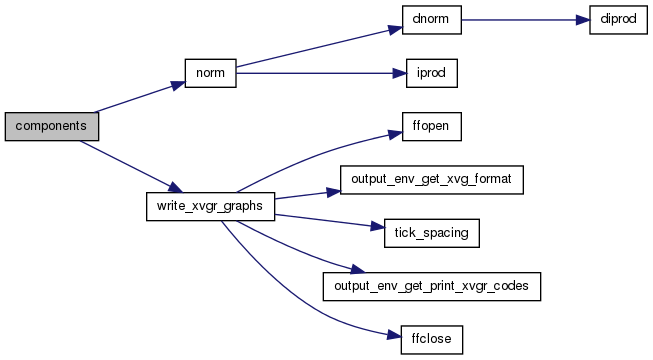 dnorm
diprod
norm
iprod
components
ffopen
output_env_get_xvg_format
write_xvgr_graphs
tick_spacing
output_env_get_print_xvgr_codes
ffclose